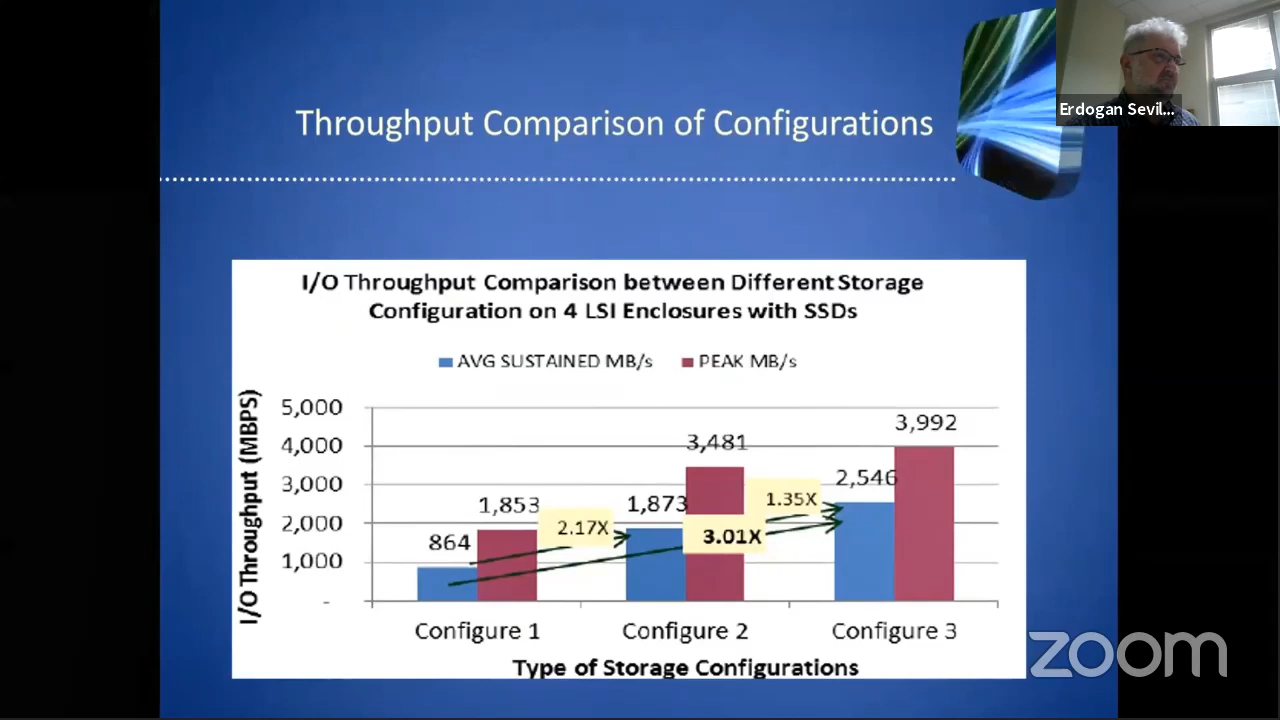 Erdogan Sevil...
Throughput Comparison of Configurations
I/O Throughput Comparison between Different Storage
Configuration on 4 LSI Enclosures with SSDs
AVG SUSTAINED MB/s PEAK MB/s
I/O Throughput (MBPS)
5,000
4,000
3,000
2,000
1,000
-
864
1,853
2.17X
1,873
3,481
3.01X
1.35X
2,546
3,992
Configure 1 Configure 2 Configure 3
Type of Storage Configurations
zoom